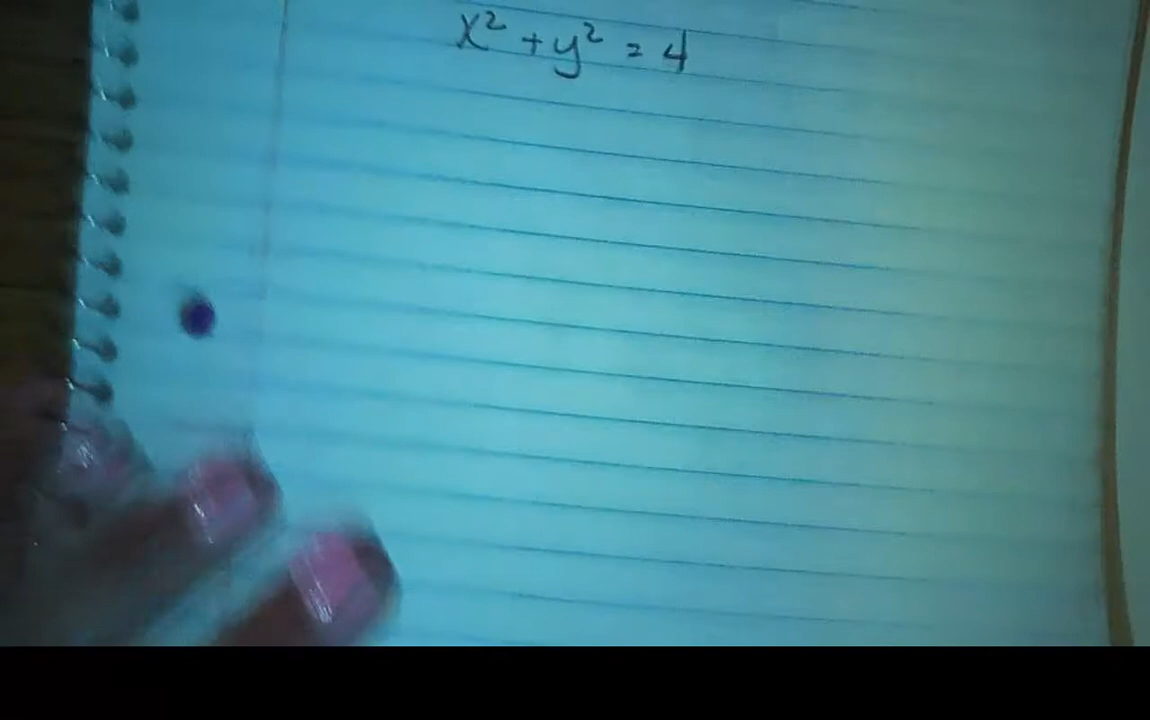 x² + y² = 4